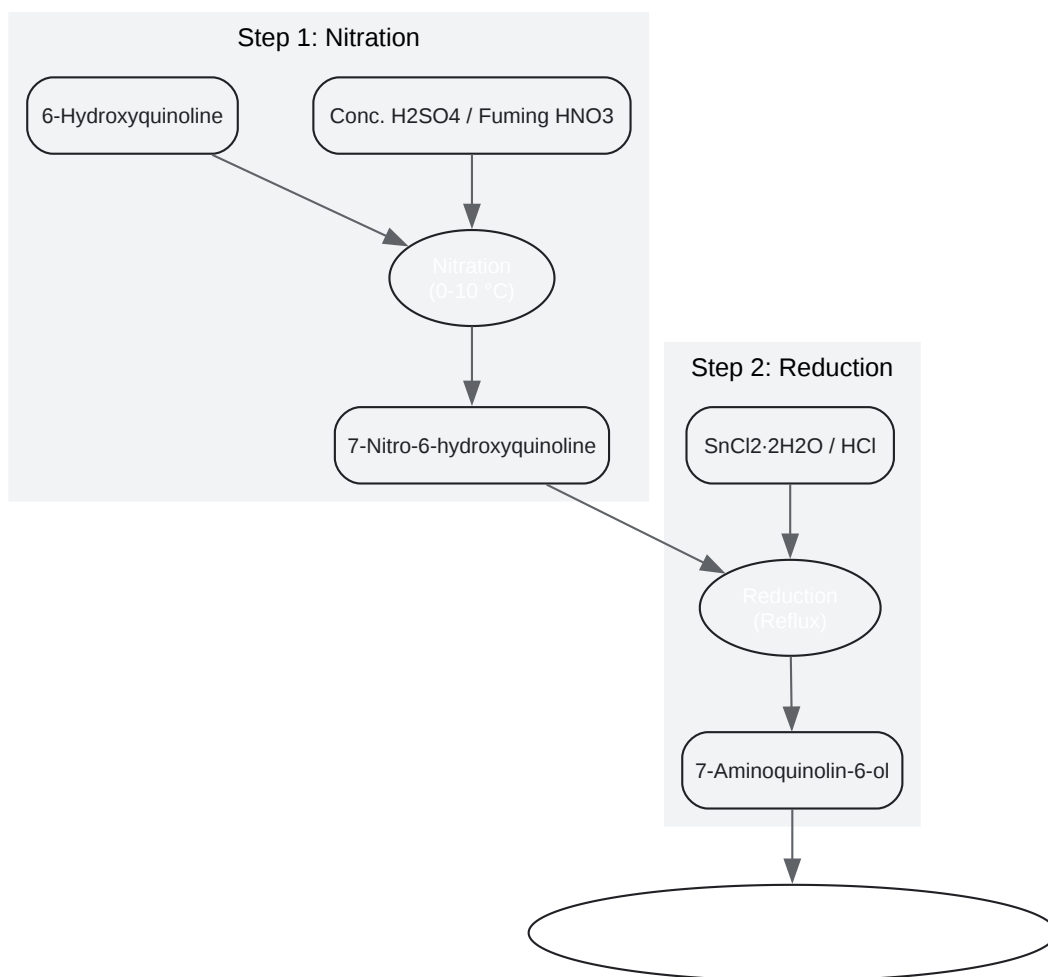 Step 1: Nitration
6-Hydroxyquinoline
Conc. H2SO4 / Fuming HNO3
Nitration
(0-10 °C)
7-Nitro-6-hydroxyquinoline
Step 2: Reduction
SnCl2·2H2O / HCl
Reduction
(Reflux)
7-Aminoquinolin-6-ol